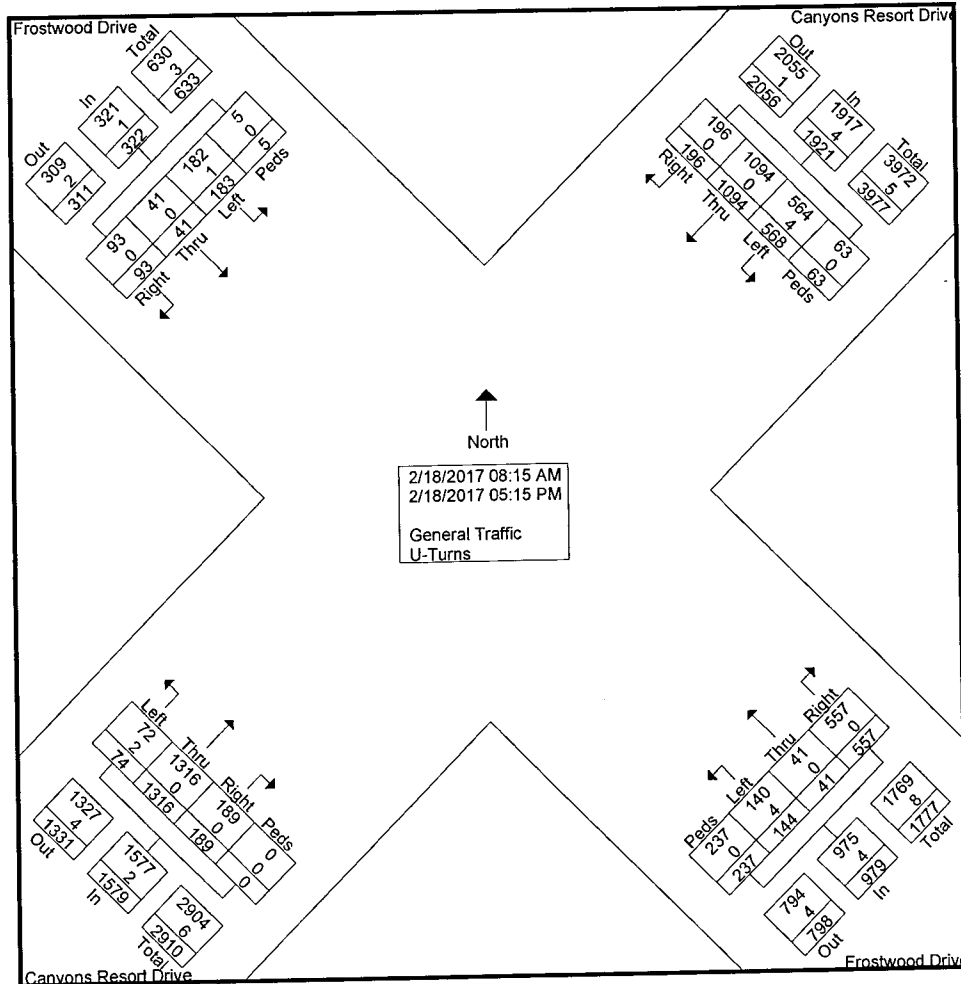 Frostwood Drive
Canyons Resort Drive
Out
309
2
311
In
321
1
322
Total
630
3
633
93 41 182 5
0 0 1 0
93 41 183 5
Right Thru Left Peds
Out
2055
1
2056
In
1917
4
1921
Total
3972
5
3977
196 1094 564 63
0 0 4 0
196 1094 568 63
Right Thru Left Peds
North
2/18/2017 08:15 AM
2/18/2017 05:15 PM
General Traffic
U-Turns
Left Thru Right Peds
72 1316 189 0
2 0 0 0
74 1316 189 0
1327
4
1331
Out
1577
2
1579
In
2904
6
2910
Total
Peds Left Thru Right
237 140 41 557
0 4 0 0
237 144 41 557
794
4
798
Out
975
4
979
In
1769
8
1777
Total
Canyons Resort Drive
Frostwood Drive